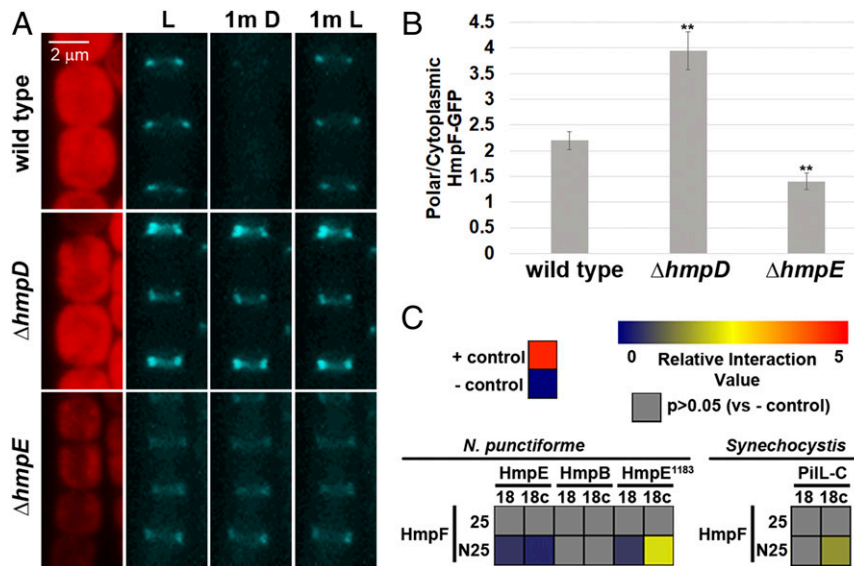 A
L 1m D 1m L
2 μm
wild type
ΔhmpD
ΔhmpE
B
Polar/Cytoplasmic
HmpF-GFP
4.5
4
3.5
3
2.5
2
1.5
1
0.5
0
**
**
wild type ΔhmpD ΔhmpE
C
+ control
- control
0 Relative Interaction 5
Value
p>0.05 (vs - control)
N. punctiforme Synechocystis
HmpE HmpB HmpE¹¹⁸³ PilL-C
18 18c 18 18c 18 18c 18 18c
HmpF 25 N25
HmpF 25 N25